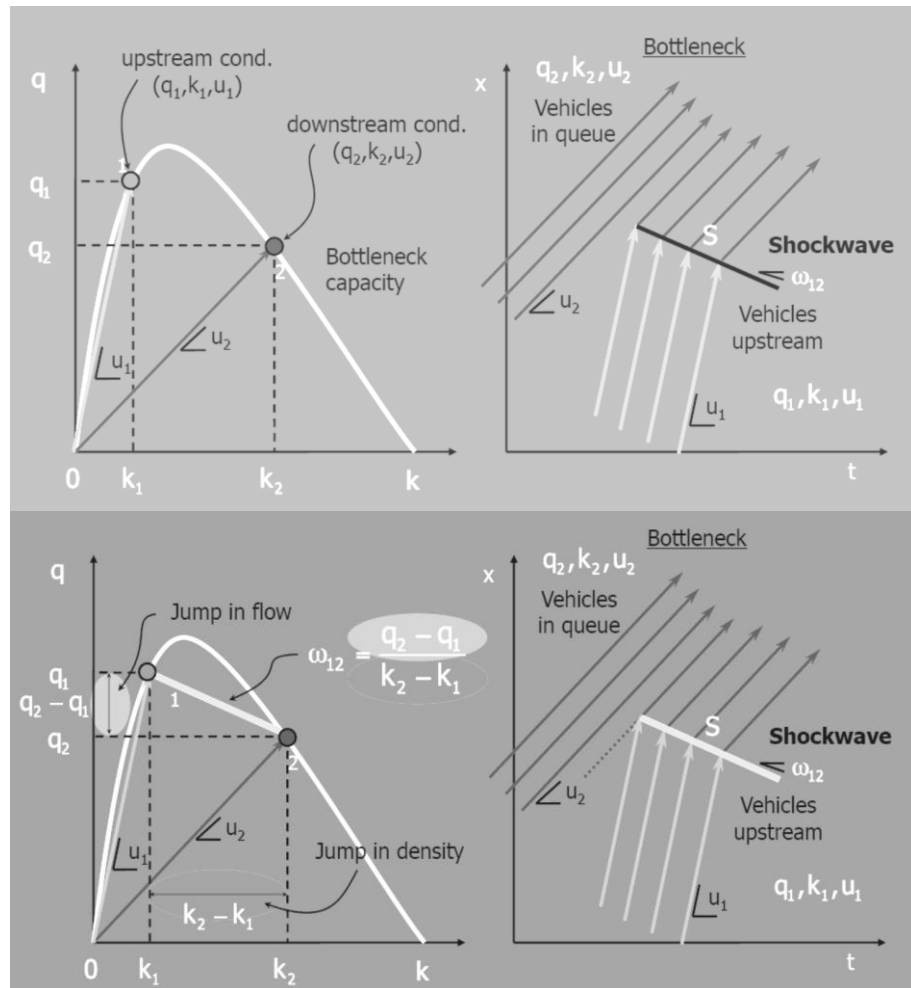 upstream cond.
(q₁,k₁,u₁)
q
downstream cond.
(q₂,k₂,u₂)
1
q₁
q₂
2
Bottleneck
capacity
u₁
u₂
0
k₁
k₂
k
Bottleneck
q₂,k₂,u₂
x
Vehicles
in queue
S
Shockwave
ω₁₂
u₂
Vehicles
upstream
q₁,k₁,u₁
u₁
t
q
Jump in flow
ω₁₂ = q₂ – q₁
k₂ – k₁
q₁
q₂ – q₁
1
q₂
2
u₁
u₂
Jump in density
k₂ – k₁
0
k₁
k₂
k
Bottleneck
q₂,k₂,u₂
x
Vehicles
in queue
S
Shockwave
ω₁₂
u₂
Vehicles
upstream
q₁,k₁,u₁
u₁
t